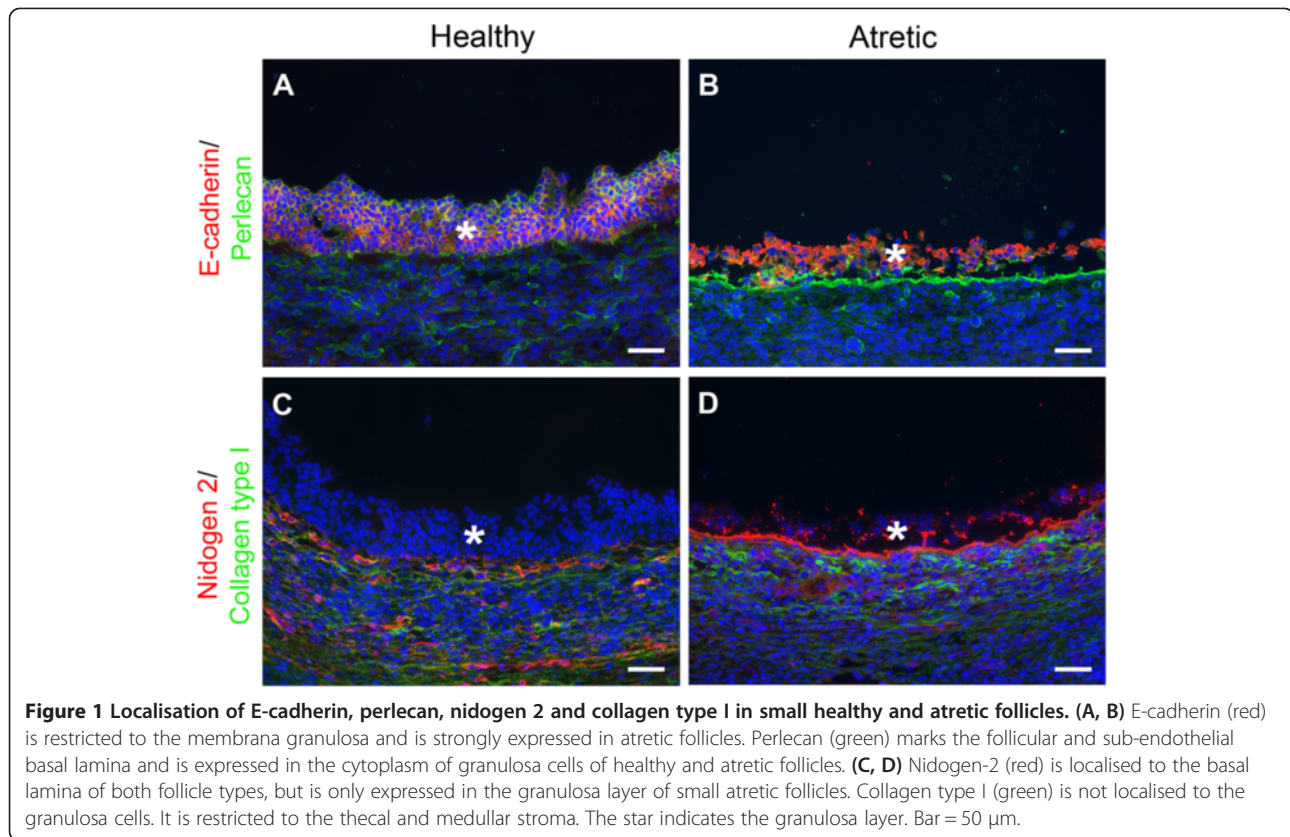 Healthy
Atretic
A
B
E-cadherin/
Perlecan
*
*
C
D
Nidogen 2/
Collagen type I
*
*
Figure 1 Localisation of E-cadherin, perlecan, nidogen 2 and collagen type I in small healthy and atretic follicles. (A, B) E-cadherin (red)
is restricted to the membrana granulosa and is strongly expressed in atretic follicles. Perlecan (green) marks the follicular and sub-endothelial
basal lamina and is expressed in the cytoplasm of granulosa cells of healthy and atretic follicles. (C, D) Nidogen-2 (red) is localised to the basal
lamina of both follicle types, but is only expressed in the granulosa layer of small atretic follicles. Collagen type I (green) is not localised to the
granulosa cells. It is restricted to the thecal and medullar stroma. The star indicates the granulosa layer. Bar = 50 μm.